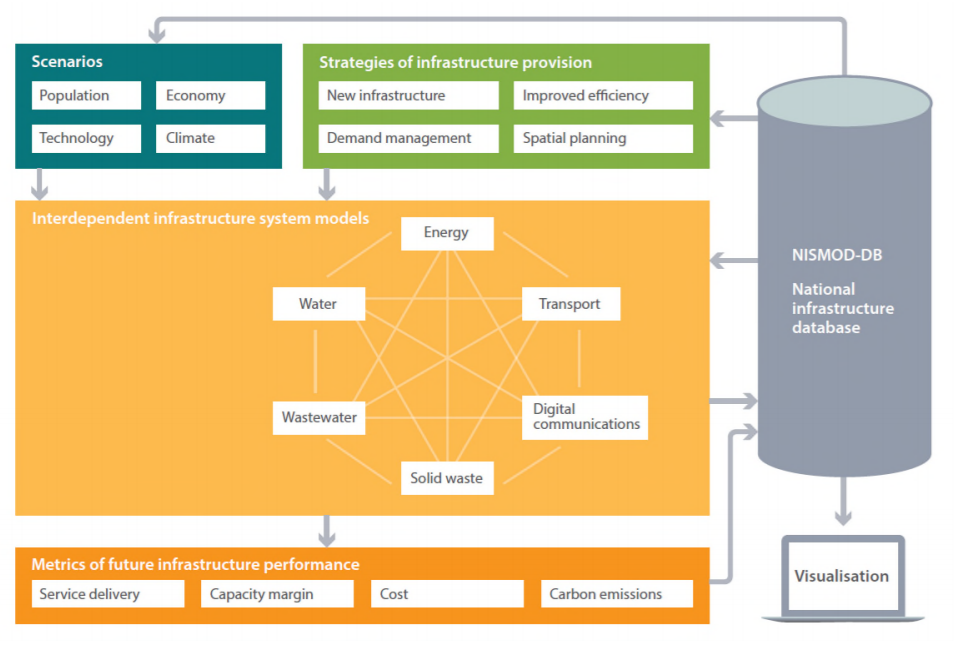 Scenarios
Population
Economy
Technology
Climate
Strategies of infrastructure provision
New infrastructure
Improved efficiency
Demand management
Spatial planning
Interdependent infrastructure system models
Energy
Water
Transport
Wastewater
Digital
communications
Solid waste
Metrics of future infrastructure performance
Service delivery
Capacity margin
Cost
Carbon emissions
NISMOD-DB
National
infrastructure
database
Visualisation